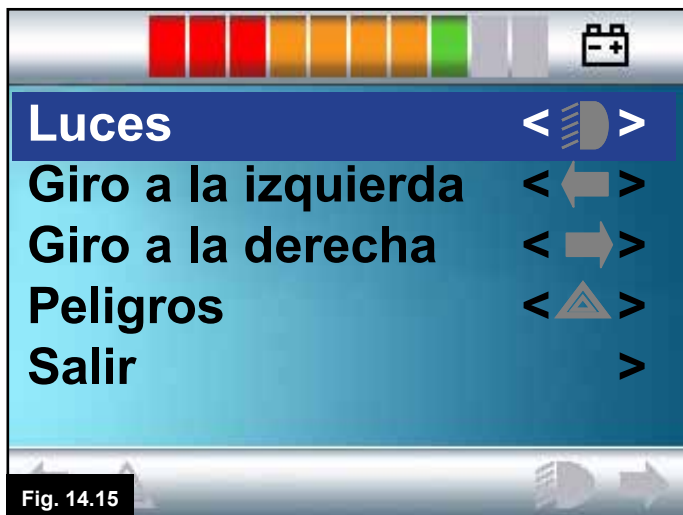 Luces < >
Giro a la izquierda < >
Giro a la derecha < >
Peligros < >
Salir >
Fig. 14.15